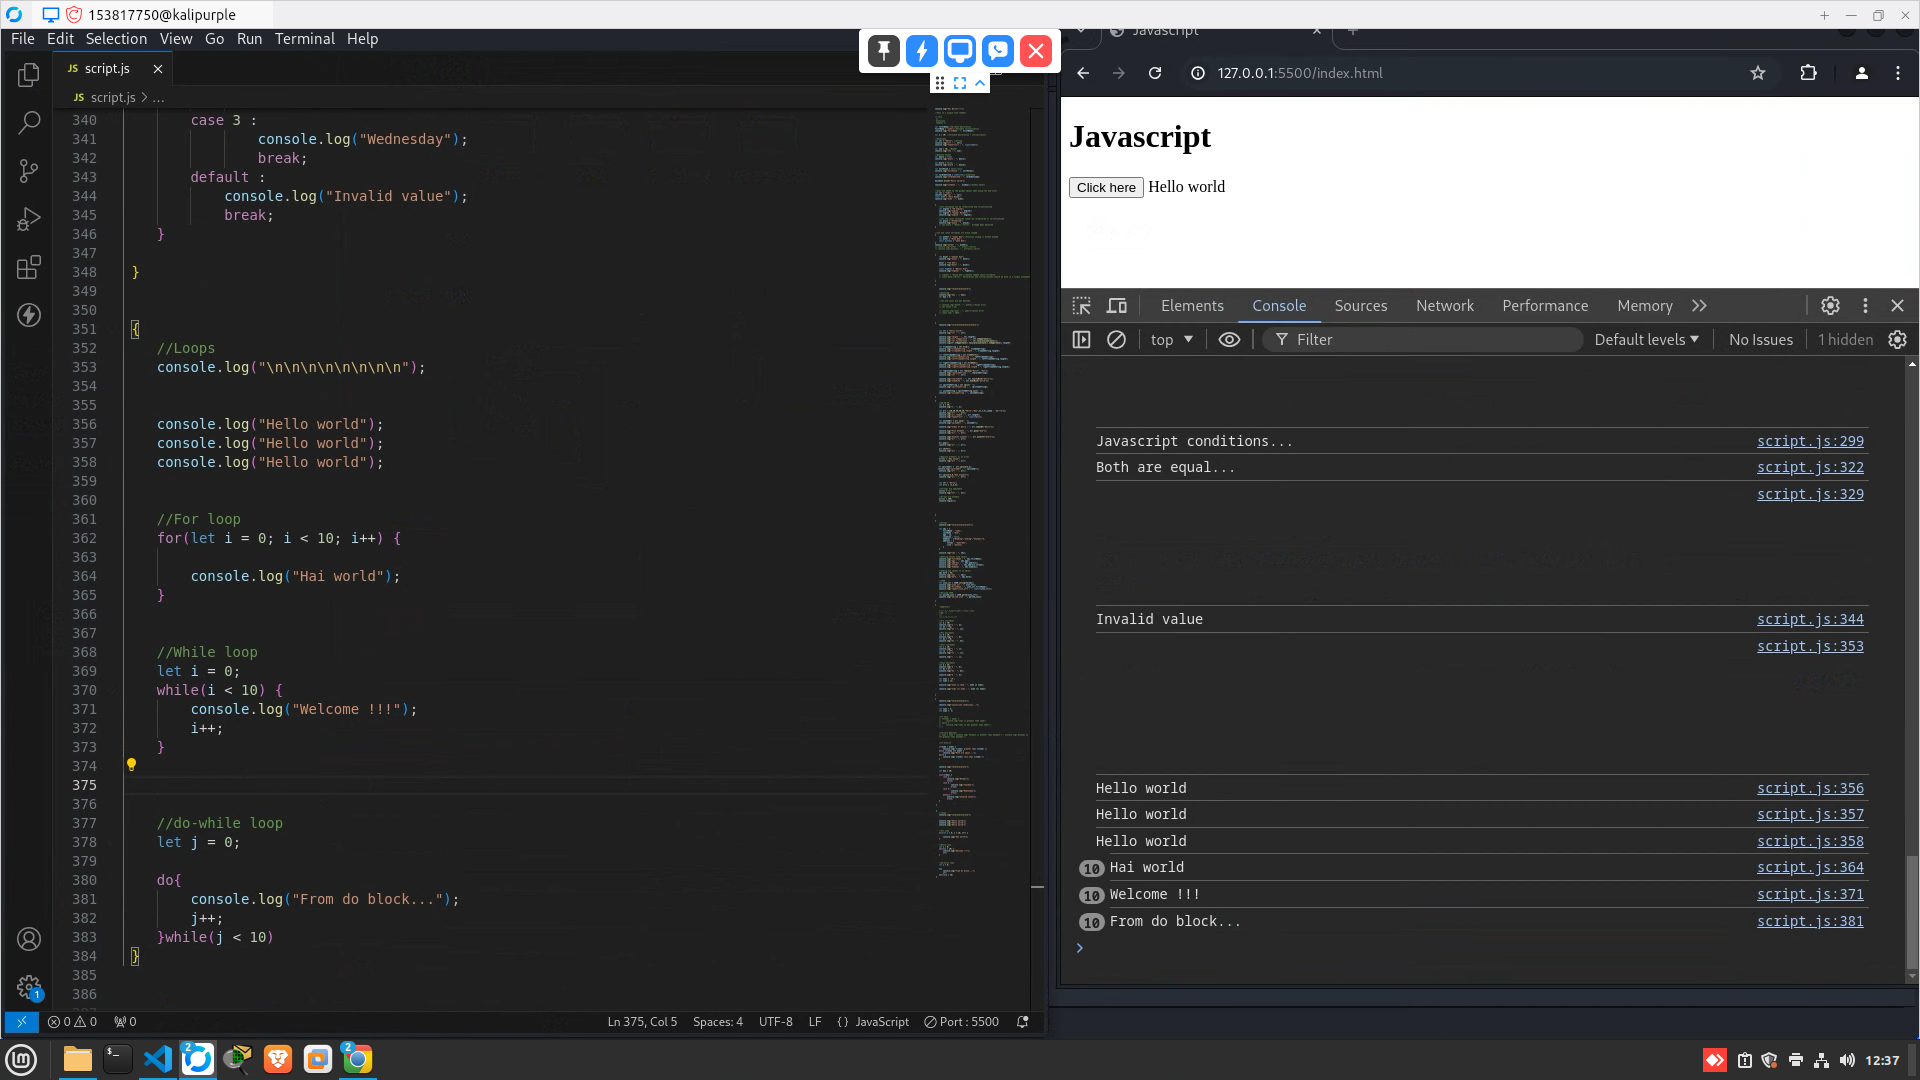 153817750@kalipurple
File Edit Selection View Go Run Terminal Help
JS script.js
JS script.js > ...
340 case 3 :
341 console.log("Wednesday");
342 break;
343 default :
344 console.log("Invalid value");
345 break;
346 }
347
348 }
349
350
351 {
352 //Loops
353 console.log("\n\n\n\n\n\n\n\n");
354
355
356 console.log("Hello world");
357 console.log("Hello world");
358 console.log("Hello world");
359
360
361 //For loop
362 for(let i = 0; i < 10; i++) {
363
364 console.log("Hai world");
365 }
366
367
368 //While loop
369 let i = 0;
370 while(i < 10) {
371 console.log("Welcome !!!");
372 i++;
373 }
374
375
376
377 //do-while loop
378 let j = 0;
379
380 do{
381 console.log("From do block...");
382 j++;
383 }while(j < 10)
384 }
385
386
0 0 0
Ln 375, Col 5 Spaces: 4 UTF-8 LF {} JavaScript Port : 5500
Javascript
127.0.0.1:5500/index.html
Javascript
Click here Hello world
Elements Console Sources Network Performance Memory
top Filter Default levels No Issues 1 hidden
Javascript conditions... script.js:299
Both are equal... script.js:322
script.js:329
Invalid value script.js:344
script.js:353
Hello world script.js:356
Hello world script.js:357
Hello world script.js:358
10 Hai world script.js:364
10 Welcome !!! script.js:371
10 From do block... script.js:381
>
1
2 2
12:37